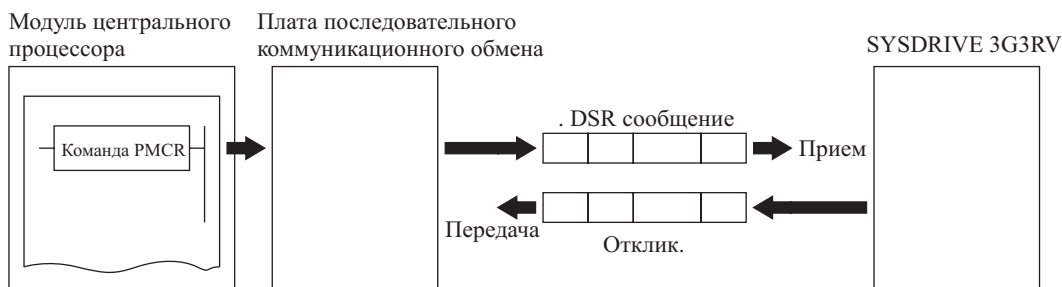 Модуль центрального
процессора
Плата последовательного
коммуникационного обмена
SYSDRIVE 3G3RV
. DSR сообщение
Команда PMCR
Прием
Передача
Отклик.